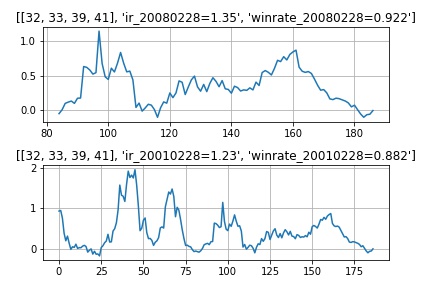 [[32, 33, 39, 41], 'ir_20080228=1.35', 'winrate_20080228=0.922']
1.0
0.5
0.0
80 100 120 140 160 180
[[32, 33, 39, 41], 'ir_20010228=1.23', 'winrate_20010228=0.882']
2
1
0
0 25 50 75 100 125 150 175